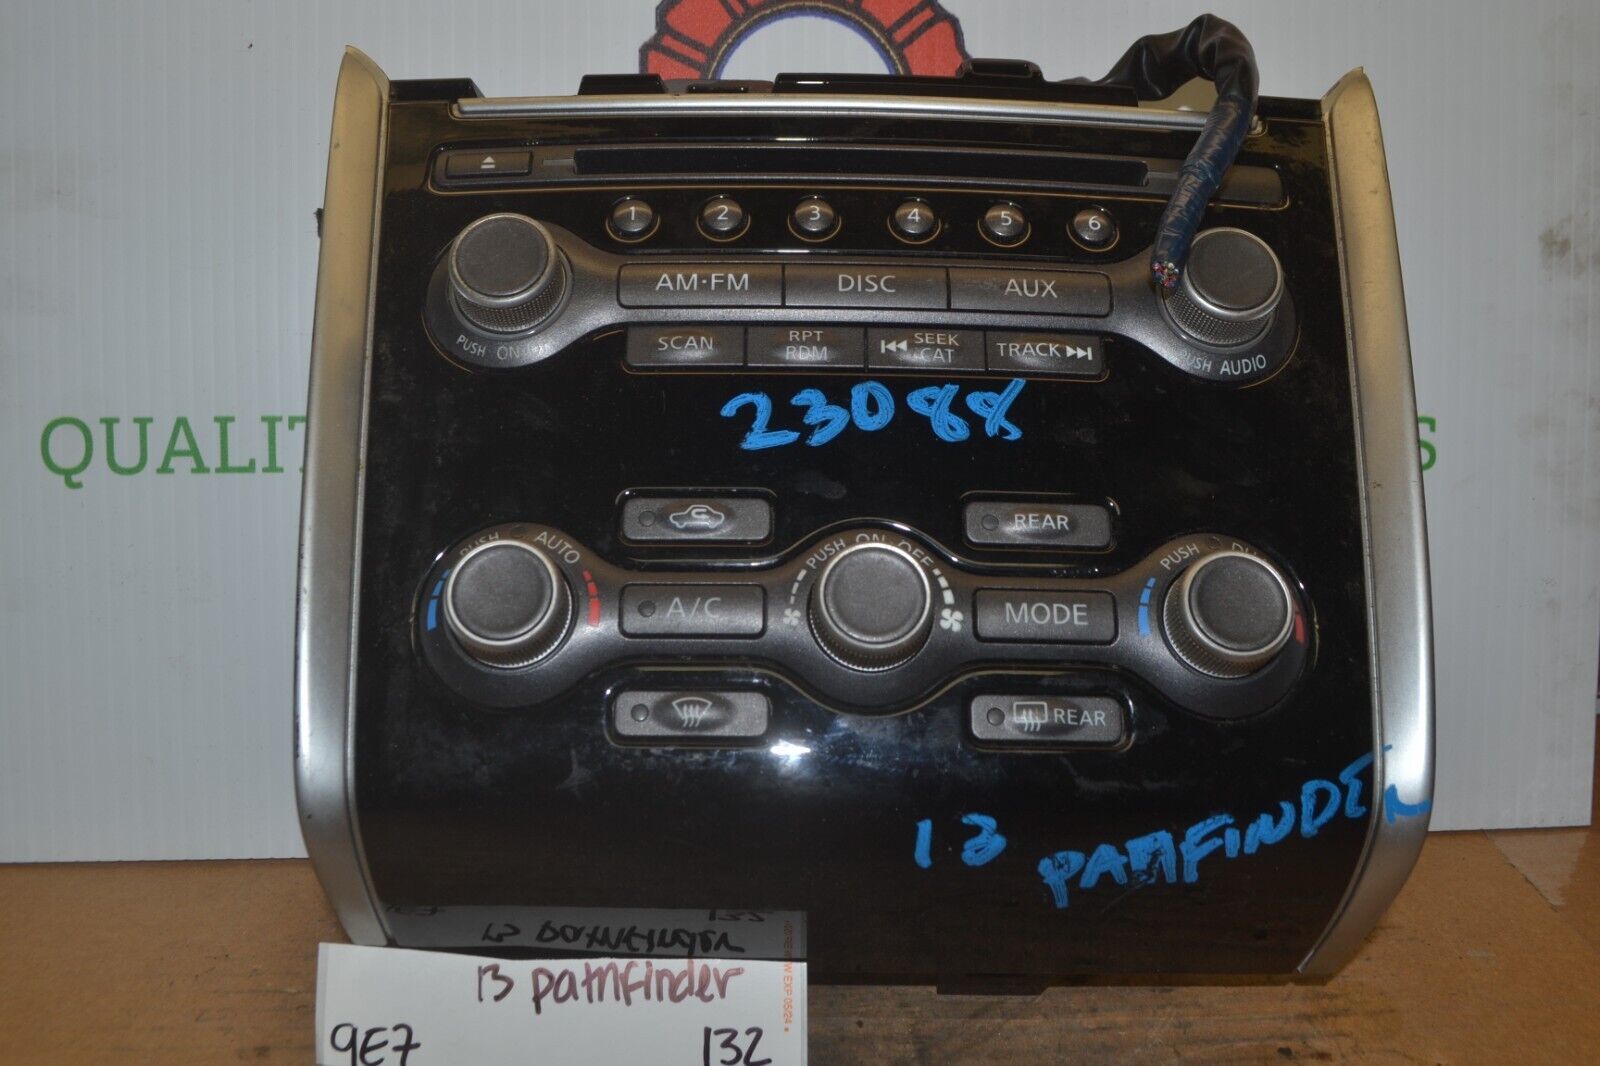 1 2 3 4 5 6
AM·FM DISC AUX
SCAN RPT RDM SEEK CAT TRACK
PUSH ON
PUSH AUDIO
QUALIT S
23088
REAR
PUSH AUTO
PUSH ON OFF
PUSH DU
A/C MODE
REAR
13 PATHFINDER
13 pathfinder
9E7 132